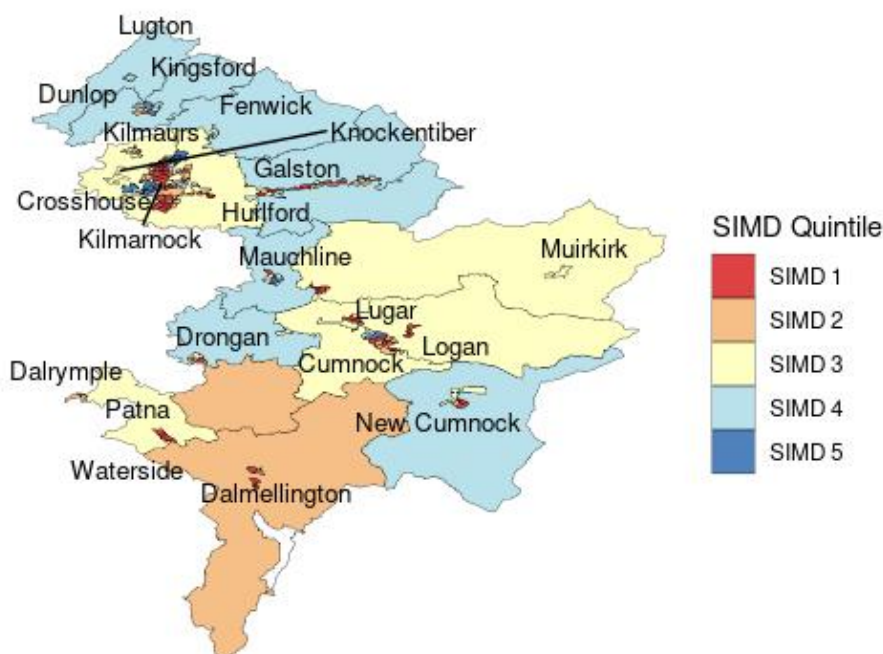 Lugton
Kingsford
Dunlop
Fenwick
Kilmaurs
Knockentiber
Galston
Crosshouse
Hurlford
Kilmarnock
Mauchline
Muirkirk
Lugar
Drongan
Logan
Cumnock
Dalrymple
Patna
New Cumnock
Waterside
Dalmellington
SIMD Quintile
SIMD 1
SIMD 2
SIMD 3
SIMD 4
SIMD 5